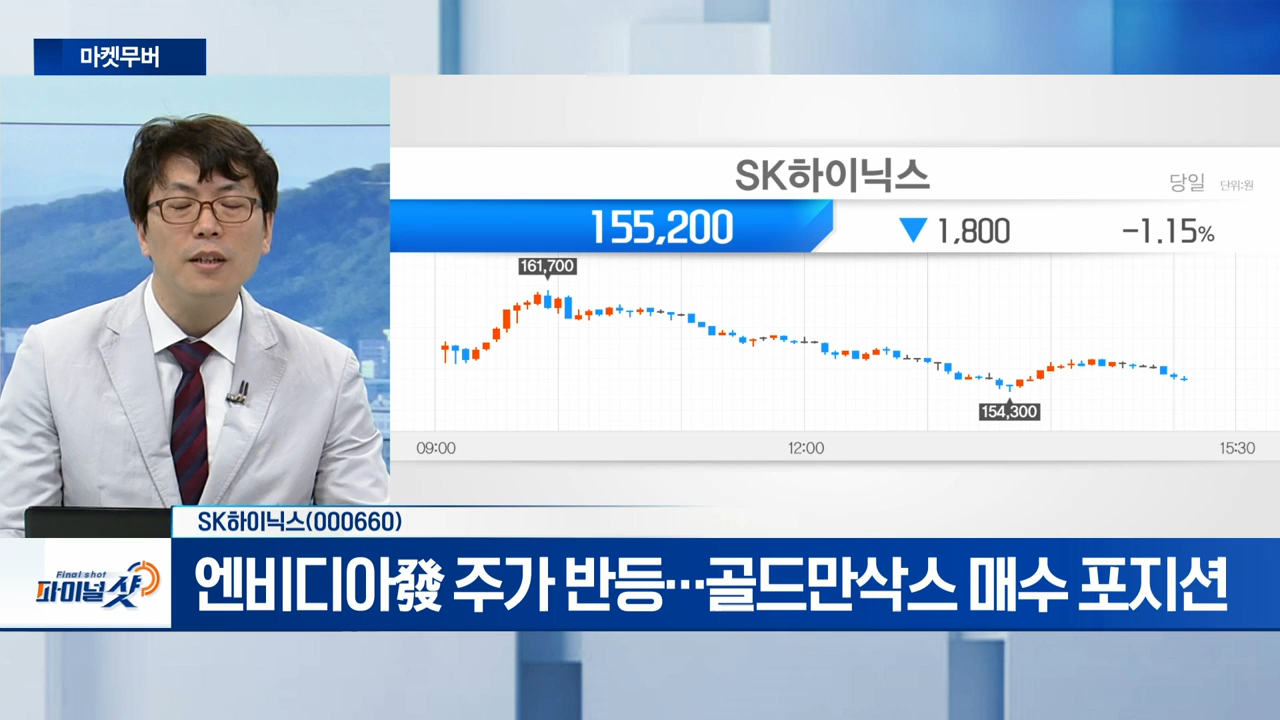 마켓무버
SK하이닉스
당일 단위:원
155,200 ▼ 1,800 -1.15%
161,700
154,300
09:00 12:00 15:30
SK하이닉스(000660)
Final shot
파이널샷
엔비디아發 주가 반등…골드만삭스 매수 포지션